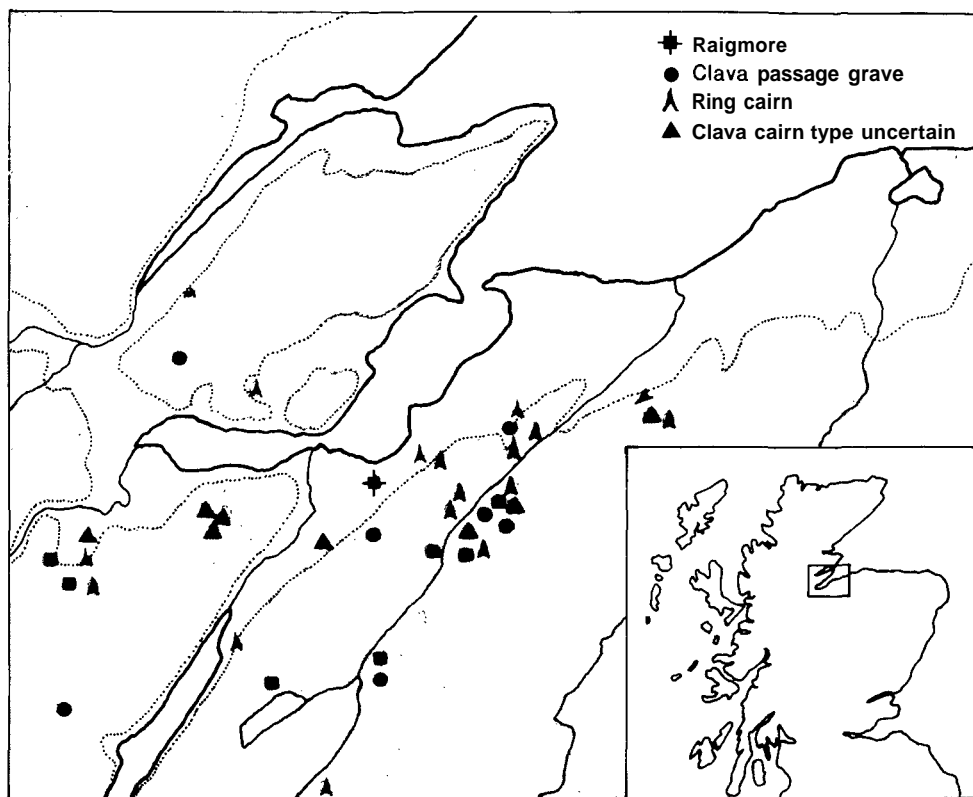 Raigmore
Clava passage grave
Ring cairn
Clava cairn type uncertain